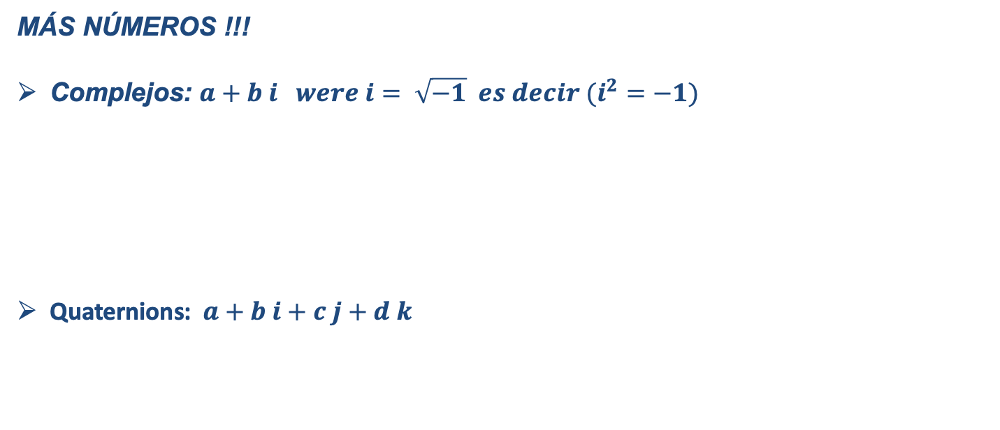 MÁS NÚMEROS !!!
➢ Complejos: a + b i were i = √−1 es decir (i² = −1)
➢ Quaternions: a + b i + c j + d k